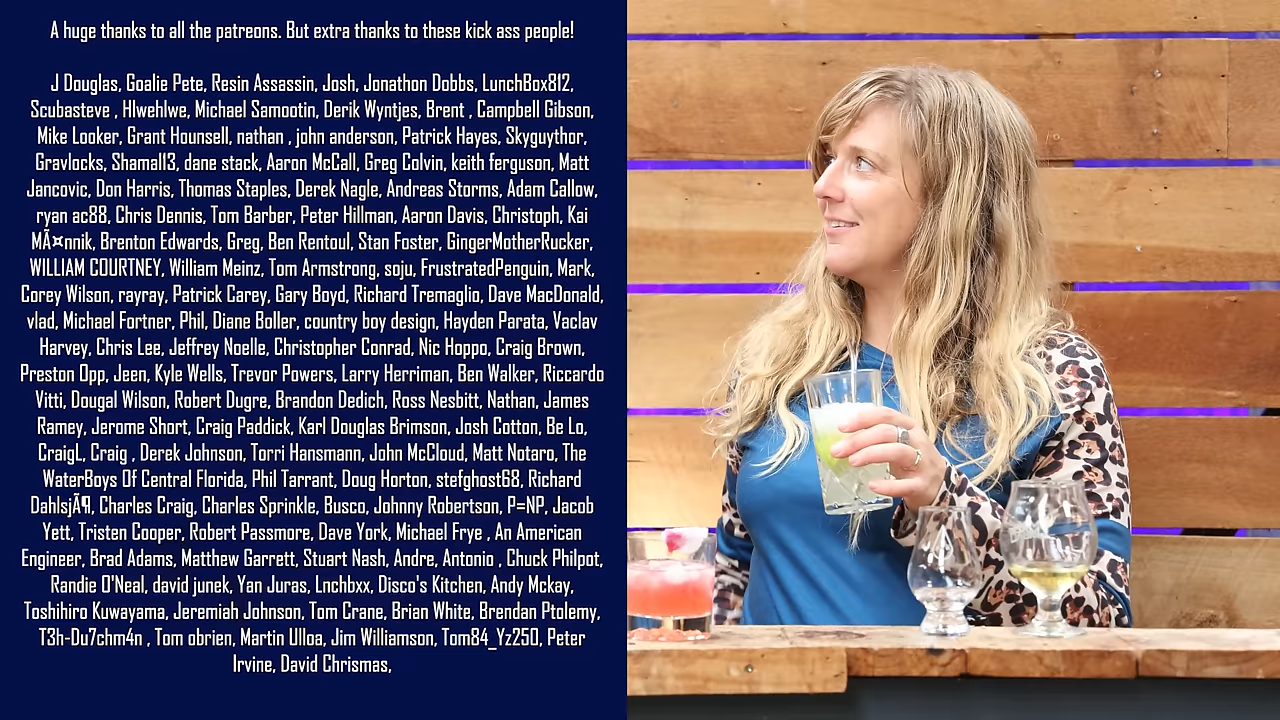 A huge thanks to all the patreons. But extra thanks to these kick ass people!
J Douglas, Goalie Pete, Resin Assassin, Josh, Jonathon Dobbs, LunchBox812,
Scubasteve , Hlwehlwe, Michael Samootin, Derik Wyntjes, Brent , Campbell Gibson,
Mike Looker, Grant Hounsell, nathan , john anderson, Patrick Hayes, Skyguythor,
Gravlocks, Shamal13, dane stack, Aaron McCall, Greg Colvin, keith ferguson, Matt
Jancovic, Don Harris, Thomas Staples, Derek Nagle, Andreas Storms, Adam Callow,
ryan ac88, Chris Dennis, Tom Barber, Peter Hillman, Aaron Davis, Christoph, Kai
MÃ¤nnik, Brenton Edwards, Greg, Ben Rentoul, Stan Foster, GingerMotherRucker,
WILLIAM COURTNEY, William Meinz, Tom Armstrong, soju, FrustratedPenguin, Mark,
Corey Wilson, rayray, Patrick Carey, Gary Boyd, Richard Tremaglio, Dave MacDonald,
vlad, Michael Fortner, Phil, Diane Boller, country boy design, Hayden Parata, Vaclav
Harvey, Chris Lee, Jeffrey Noelle, Christopher Conrad, Nic Hoppo, Craig Brown,
Preston Opp, Jeen, Kyle Wells, Trevor Powers, Larry Herriman, Ben Walker, Riccardo
Vitti, Dougal Wilson, Robert Dugre, Brandon Dedich, Ross Nesbitt, Nathan, James
Ramey, Jerome Short, Craig Paddick, Karl Douglas Brimson, Josh Cotton, Be Lo,
CraigL, Craig , Derek Johnson, Torri Hansmann, John McCloud, Matt Notaro, The
WaterBoys Of Central Florida, Phil Tarrant, Doug Horton, stefghost68, Richard
DahlsjÃ¶, Charles Craig, Charles Sprinkle, Busco, Johnny Robertson, P=NP, Jacob
Yett, Tristen Cooper, Robert Passmore, Dave York, Michael Frye , An American
Engineer, Brad Adams, Matthew Garrett, Stuart Nash, Andre, Antonio , Chuck Philpot,
Randie O'Neal, david junek, Yan Juras, Lnchbxx, Disco's Kitchen, Andy Mckay,
Toshihiro Kuwayama, Jeremiah Johnson, Tom Crane, Brian White, Brendan Ptolemy,
T3h-Du7chm4n , Tom obrien, Martin Ulloa, Jim Williamson, Tom84_Yz250, Peter
Irvine, David Chrismas,